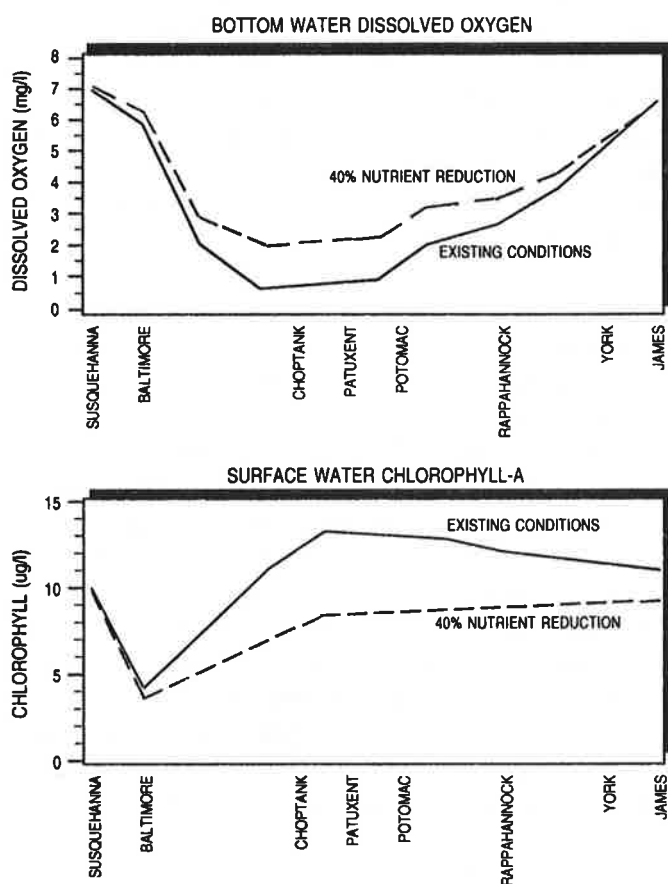 BOTTOM WATER DISSOLVED OXYGEN
DISSOLVED OXYGEN (mg/l)
8
7
6
5
4
3
2
1
0
40% NUTRIENT REDUCTION
EXISTING CONDITIONS
SUSQUEHANNA
BALTIMORE
CHOPTANK
PATUXENT
POTOMAC
RAPPAHANNOCK
YORK
JAMES
SURFACE WATER CHLOROPHYLL-A
CHLOROPHYLL (ug/l)
15
10
5
0
EXISTING CONDITIONS
40% NUTRIENT REDUCTION
SUSQUEHANNA
BALTIMORE
CHOPTANK
PATUXENT
POTOMAC
RAPPAHANNOCK
YORK
JAMES